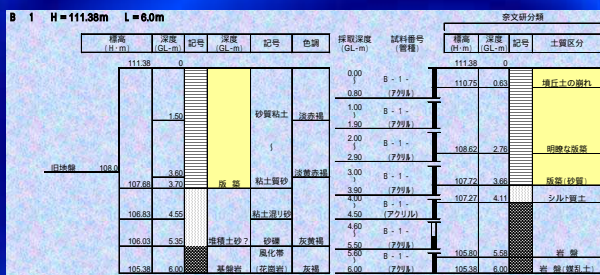 B 1 H=111.38m L=6.0m
奈文研分類
標高 深度 記号 深度 記号 色調 採取深度 試料番号 標高 深度 記号 土質区分
(H・m) (GL-m) (GL-m) (GL-m) (管種) (H・m) (GL-m)
111.38 0 111.38 0
0.00 B - 1 -
0.80 (アクリル) 110.75 0.63 墳丘土の崩れ
1.50 砂質粘土 淡赤褐 1.00 B - 1 -
1.90 (アクリル)
2.00 B - 1 -
2.90 (アクリル) 108.62 2.76 明瞭な版築
旧地盤 108.0 3.60 淡黄赤褐 3.00 B - 1 -
107.68 3.70 版 築 粘土質砂 3.90 (アクリル) 107.72 3.66 版築(砂質)
4.00 B - 1 - 107.27 4.11 シルト質土
106.83 4.55 粘土混り砂 4.50 (アクリル)
4.60 B - 1 -
106.03 5.35 堆積土砂? 砂礫 灰黄褐 5.50 (アクリル)
風化帯 5.60 B - 1 - 105.80 5.58 岩 盤
105.38 6.00 基盤岩 (花崗岩) 灰褐 6.00 (アクリル) 105.38 6.00 岩 盤(撹乱土)